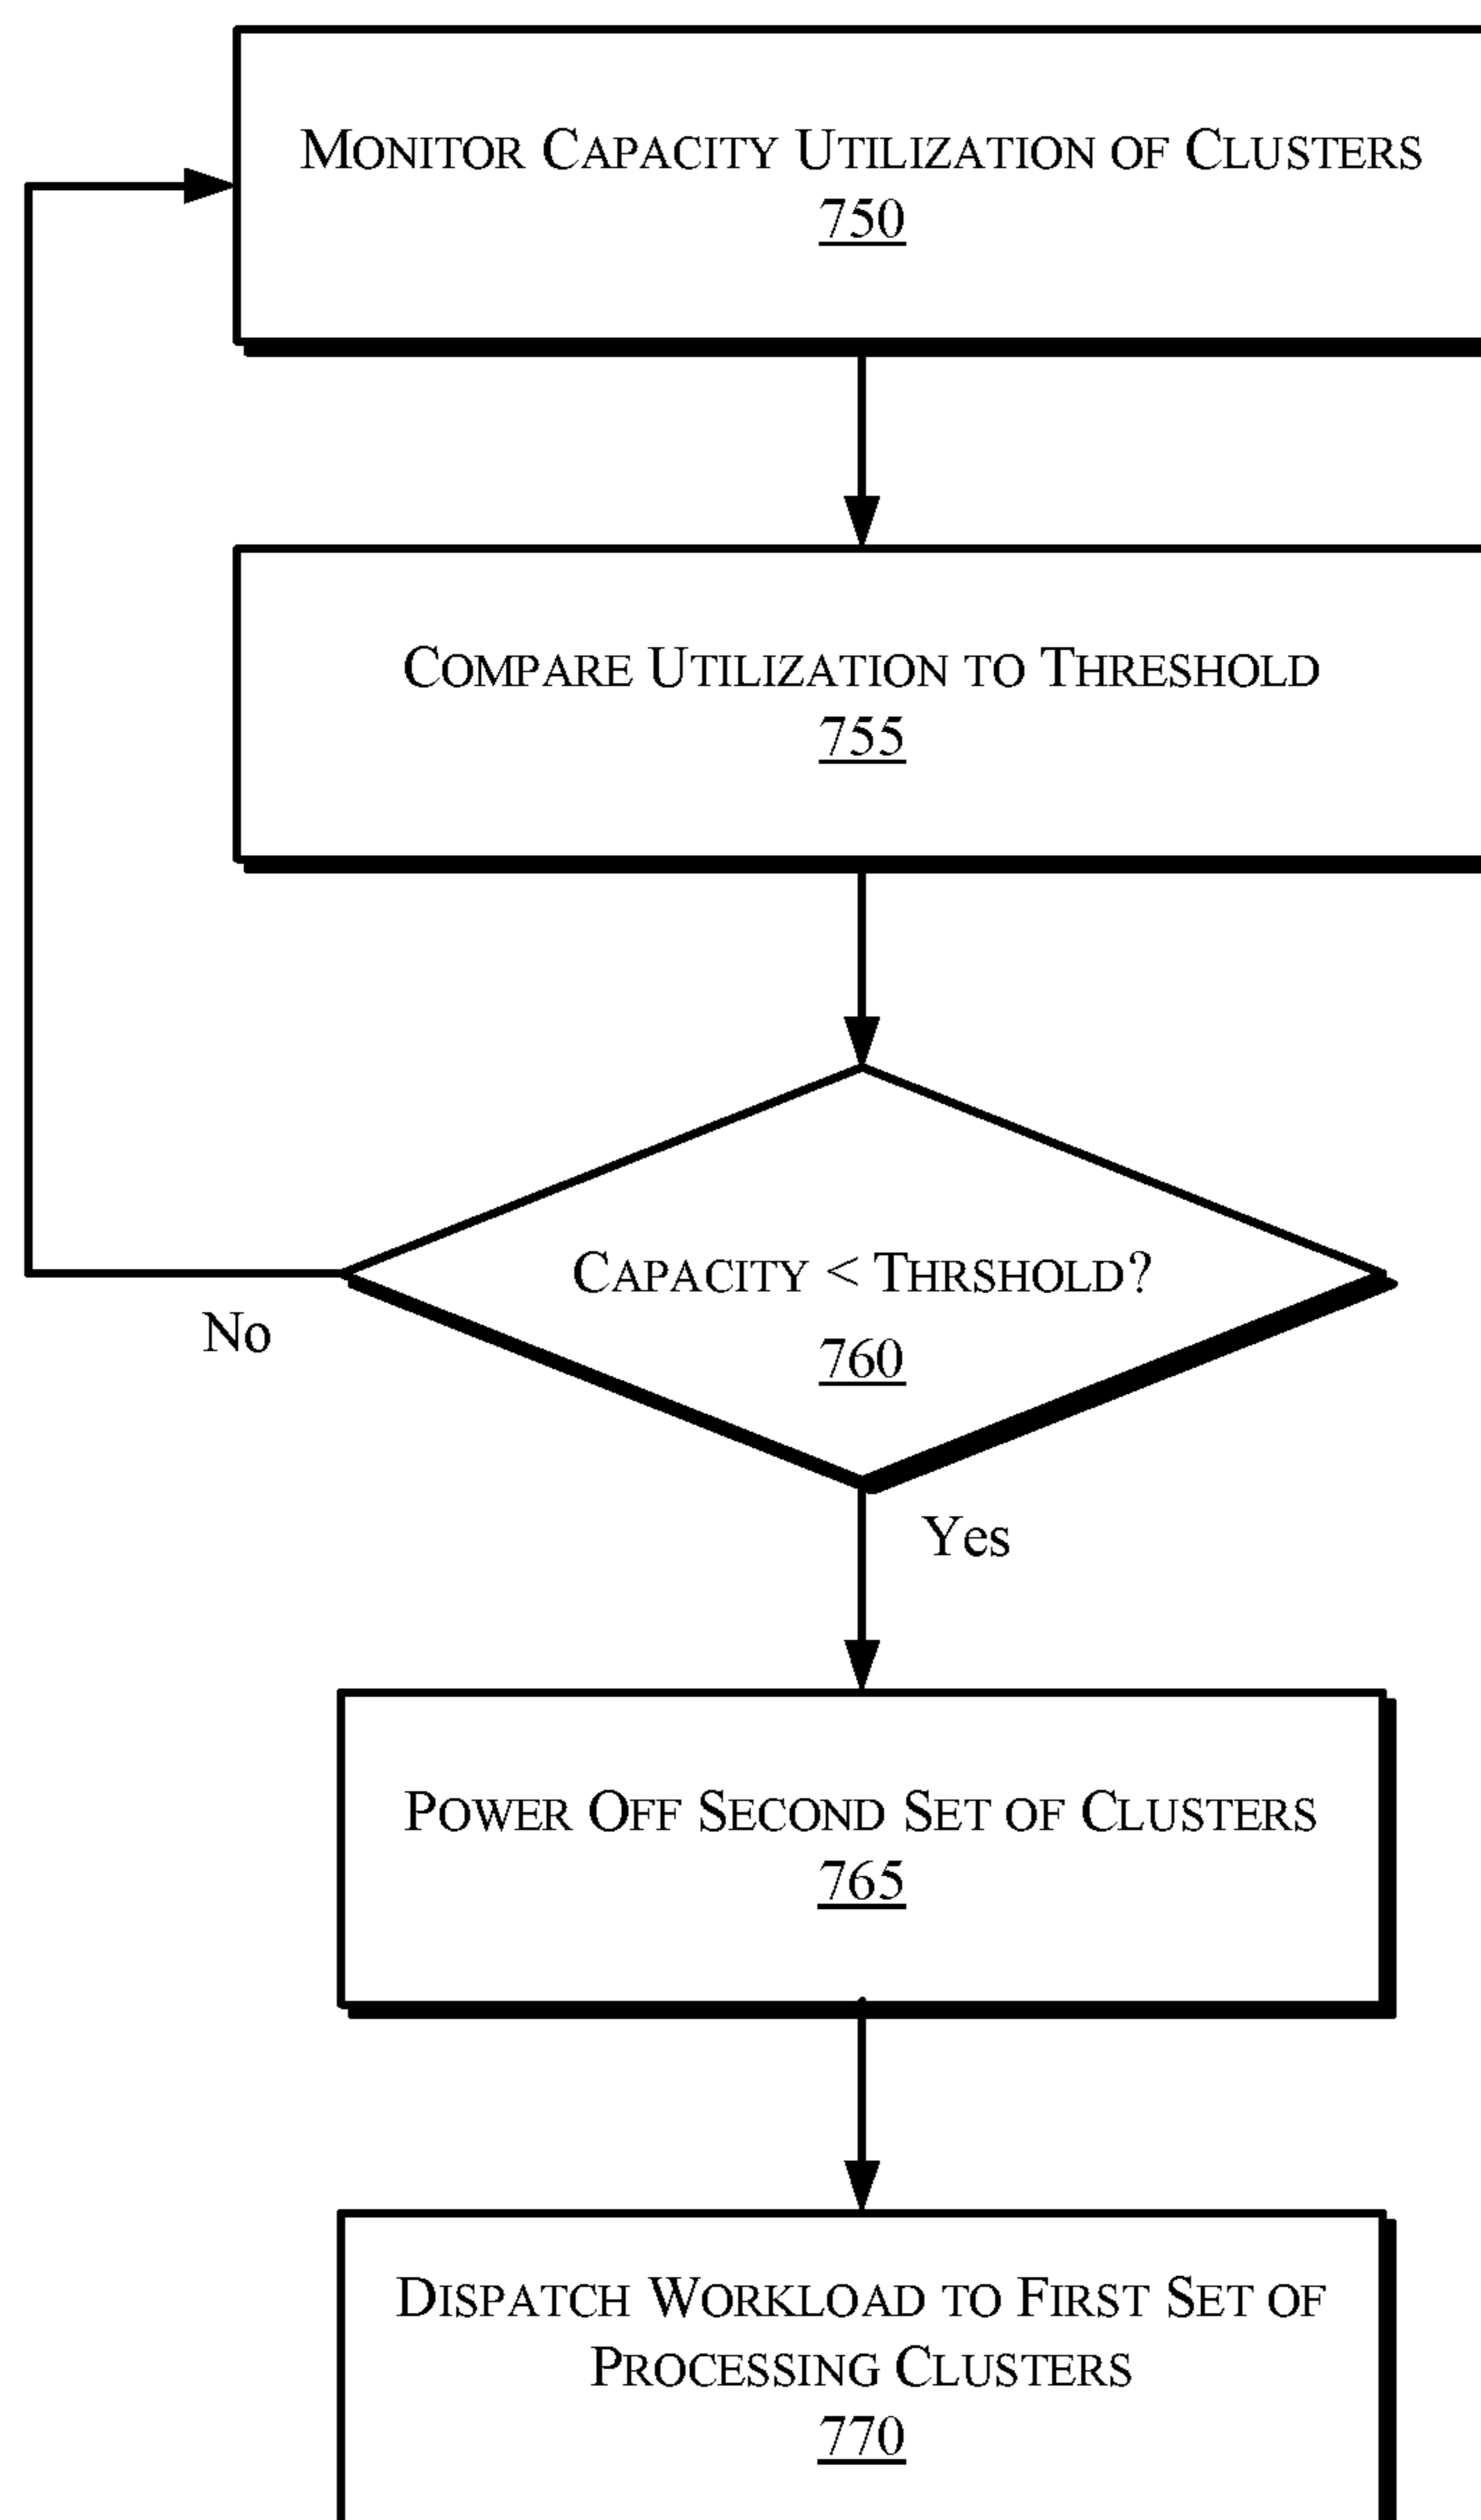 Monitor Capacity Utilization of Clusters
750
Compare Utilization to Threshold
755
Capacity < Thrshold?
760
No
Yes
Power Off Second Set of Clusters
765
Dispatch Workload to First Set of
Processing Clusters
770